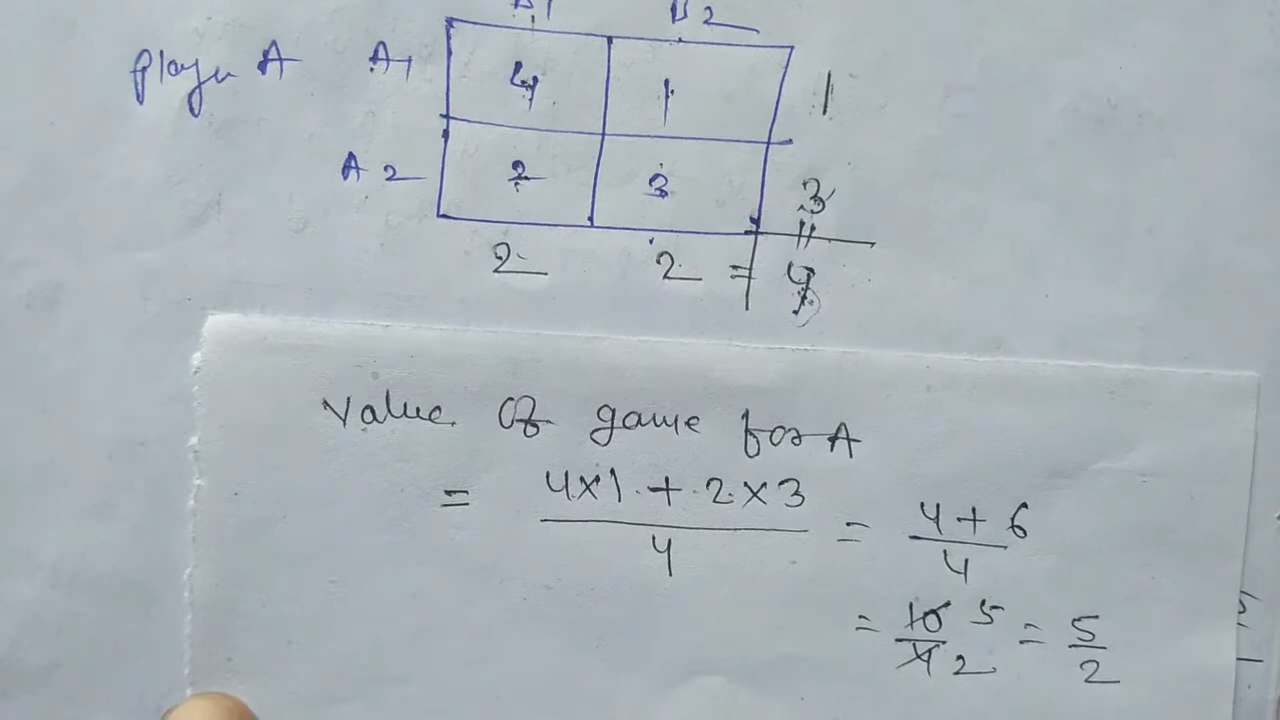 B1 B2
Player A A1 4 1 1
A2 2 3 3
2 2 = 4
Value of game for A
= 4×1 + 2×3 / 4 = 4+6 / 4
= 10 5 / 4 2 = 5 / 2